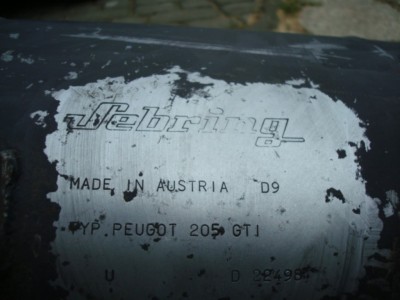 Sebring
MADE IN AUSTRIA D9
TYP. PEUGOT 205 GTI
U D